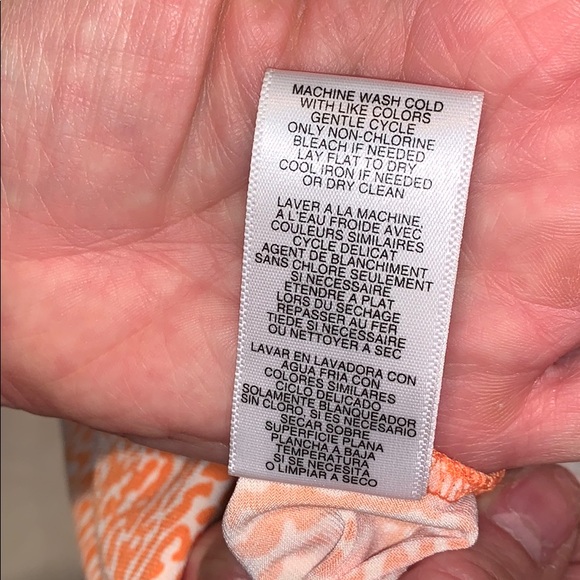 MACHINE WASH COLD
WITH LIKE COLORS
GENTLE CYCLE
ONLY NON-CHLORINE
BLEACH IF NEEDED
LAY FLAT TO DRY
COOL IRON IF NEEDED
OR DRY CLEAN
LAVER A LA MACHINE
A L'EAU FROIDE AVEC
COULEURS SIMILAIRES
CYCLE DELICAT
AGENT DE BLANCHIMENT
SANS CHLORE SEULEMENT
SI NECESSAIRE
ETENDRE A PLAT
LORS DU SECHAGE
REPASSER AU FER
TIEDE SI NECESSAIRE
OU NETTOYER A SEC
LAVAR EN LAVADORA CON
AGUA FRIA CON
COLORES SIMILARES
CICLO DELICADO
SOLAMENTE BLANQUEADOR
SIN CLORO. SI ES NECESARIO
SECAR SOBRE
SUPERFICIE PLANA
PLANCHA A BAJA
TEMPERATURA
SI SE NECESITA
O LIMPIAR A SECO